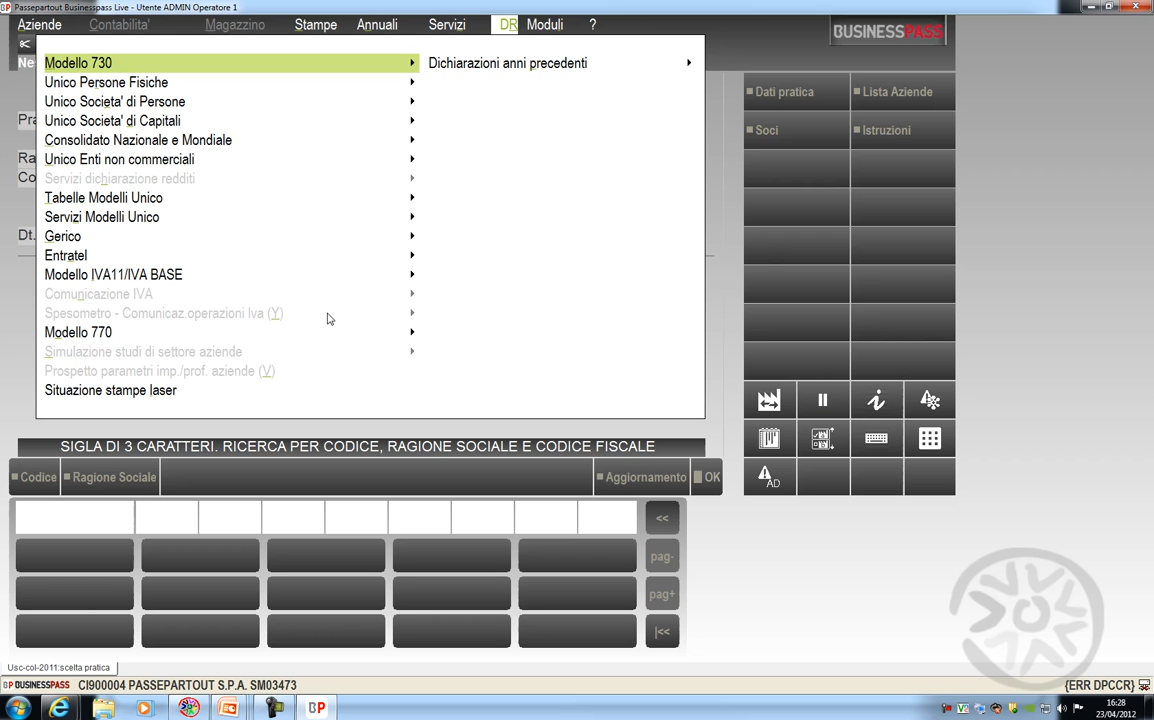 Passepartout Businesspass Live - Utente ADMIN Operatore 1
Aziende Contabilita' Magazzino Stampe Annuali Servizi DR Moduli ?
BUSINESSPASS
Modello 730
Dichiarazioni anni precedenti
Unico Persone Fisiche
Unico Societa' di Persone
Unico Societa' di Capitali
Consolidato Nazionale e Mondiale
Unico Enti non commerciali
Servizi dichiarazione redditi
Tabelle Modelli Unico
Servizi Modelli Unico
Gerico
Entratel
Modello IVA11/IVA BASE
Comunicazione IVA
Spesometro - Comunicaz.operazioni Iva (Y)
Modello 770
Simulazione studi di settore aziende
Prospetto parametri imp./prof. aziende (V)
Situazione stampe laser
Dati pratica Lista Aziende
Soci Istruzioni
AD
Dt.
SIGLA DI 3 CARATTERI. RICERCA PER CODICE, RAGIONE SOCIALE E CODICE FISCALE
Codice Ragione Sociale Aggiornamento OK
<<
pag-
pag+
|<<
Usc-col-2011:scelta pratica
BUSINESSPASS CI900004 PASSEPARTOUT S.P.A. SM03473 {ERR DPCCR}
BP
16:28
23/04/2012